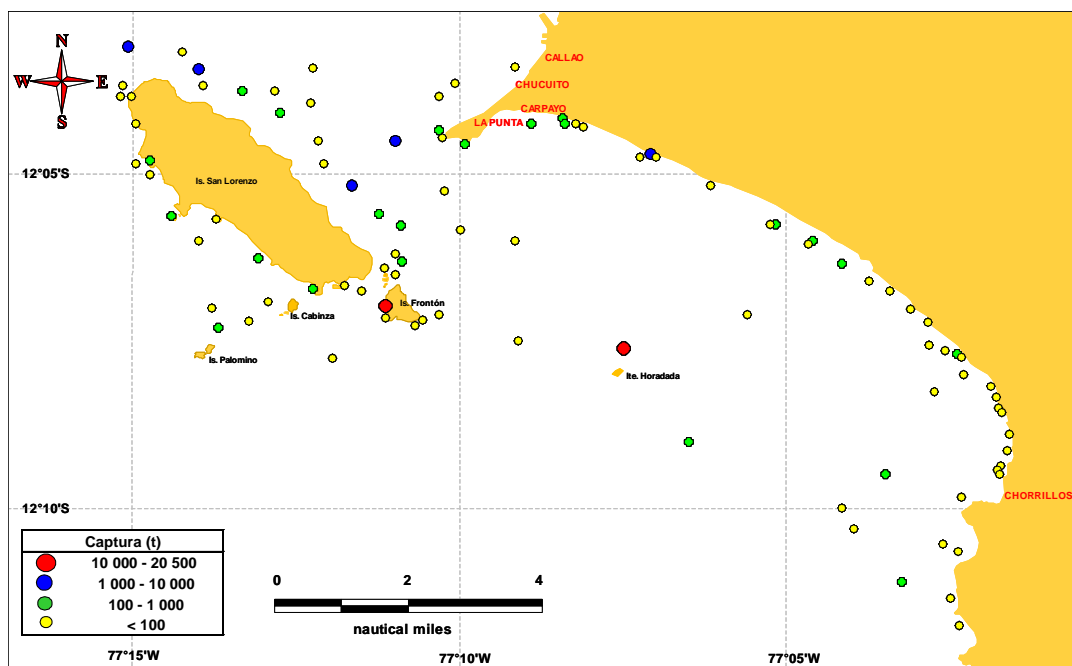 N
W E
S
CALLAO
CHUCUITO
CARPAYO
LA PUNTA
12°05'S
Is. San Lorenzo
Is. Frontón
Is. Cabinza
Is. Palomino
Ite. Horadada
CHORRILLOS
12°10'S
Captura (t)
10 000 - 20 500
1 000 - 10 000
100 - 1 000
< 100
0 2 4
nautical miles
77°15'W 77°10'W 77°05'W